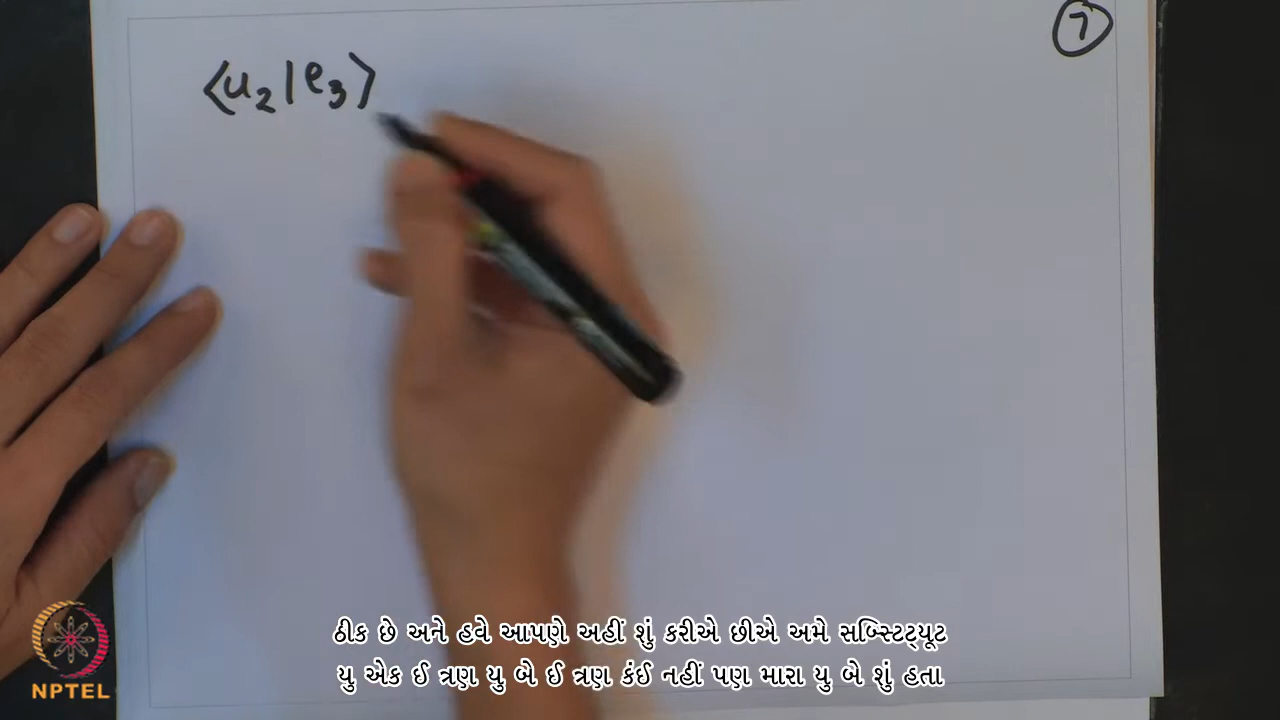 7
⟨u₂|e₃⟩
ઠીક છે અને હવે આપણે અહીં શું કરીએ છીએ અમે સબ્સ્ટિટ્યૂટ
યુ એક ઈ ત્રણ યુ બે ઈ ત્રણ કંઈ નહીં પણ મારા યુ બે શું હતા
NPTEL